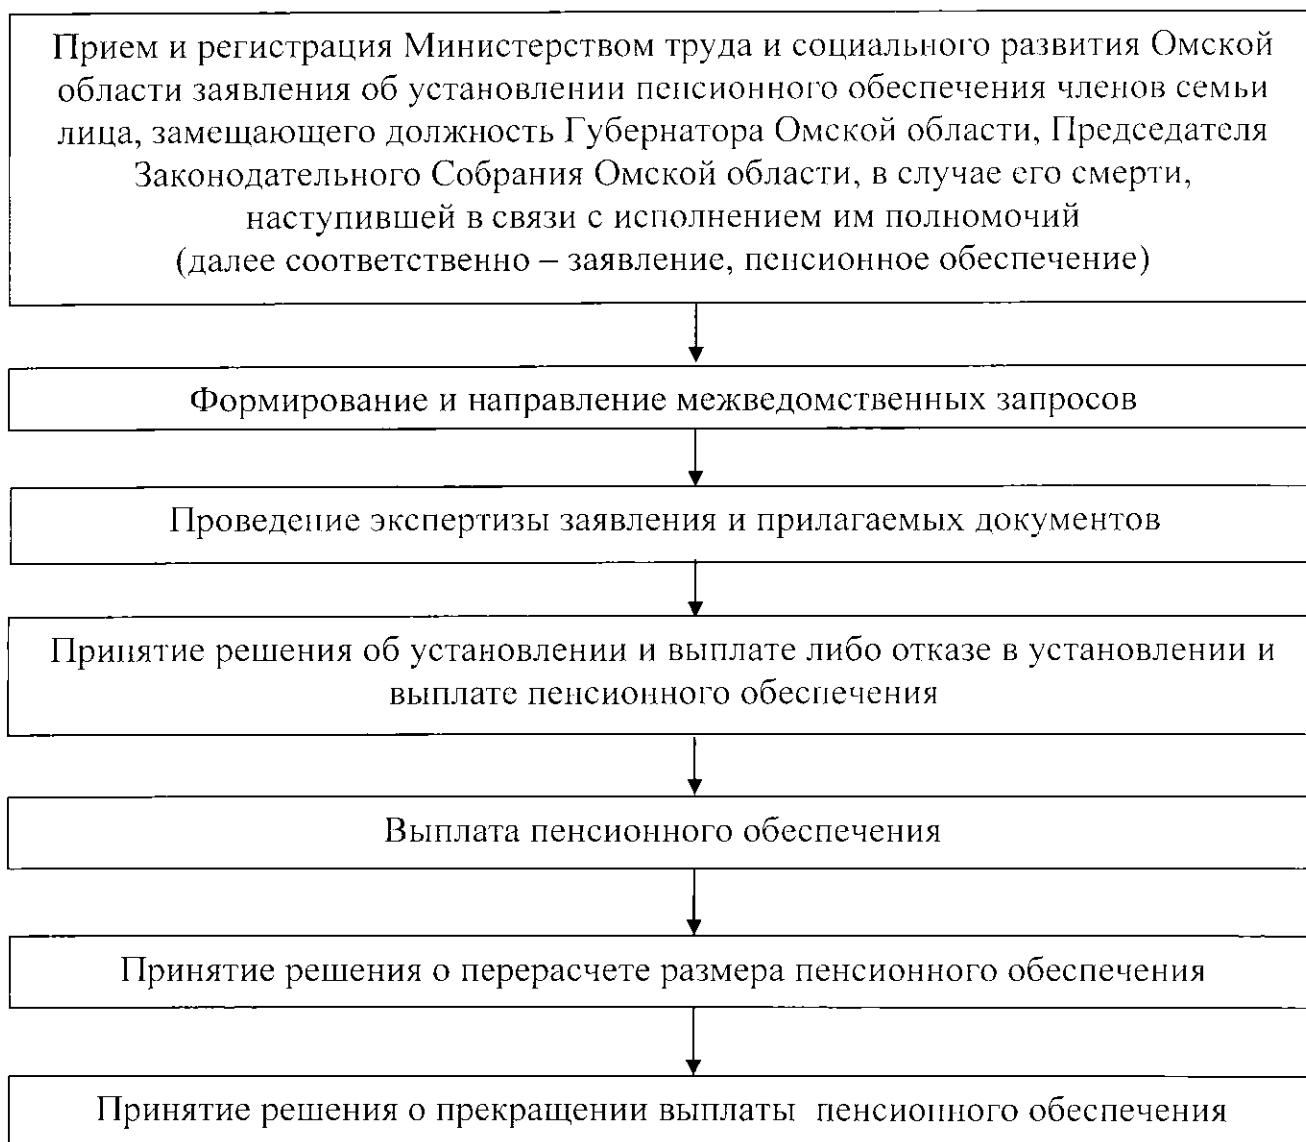 Прием и регистрация Министерством труда и социального развития Омской
области заявления об установлении пенсионного обеспечения членов семьи
лица, замещающего должность Губернатора Омской области, Председателя
Законодательного Собрания Омской области, в случае его смерти,
наступившей в связи с исполнением им полномочий
(далее соответственно – заявление, пенсионное обеспечение)
Формирование и направление межведомственных запросов
Проведение экспертизы заявления и прилагаемых документов
Принятие решения об установлении и выплате либо отказе в установлении и
выплате пенсионного обеспечения
Выплата пенсионного обеспечения
Принятие решения о перерасчете размера пенсионного обеспечения
Принятие решения о прекращении выплаты пенсионного обеспечения